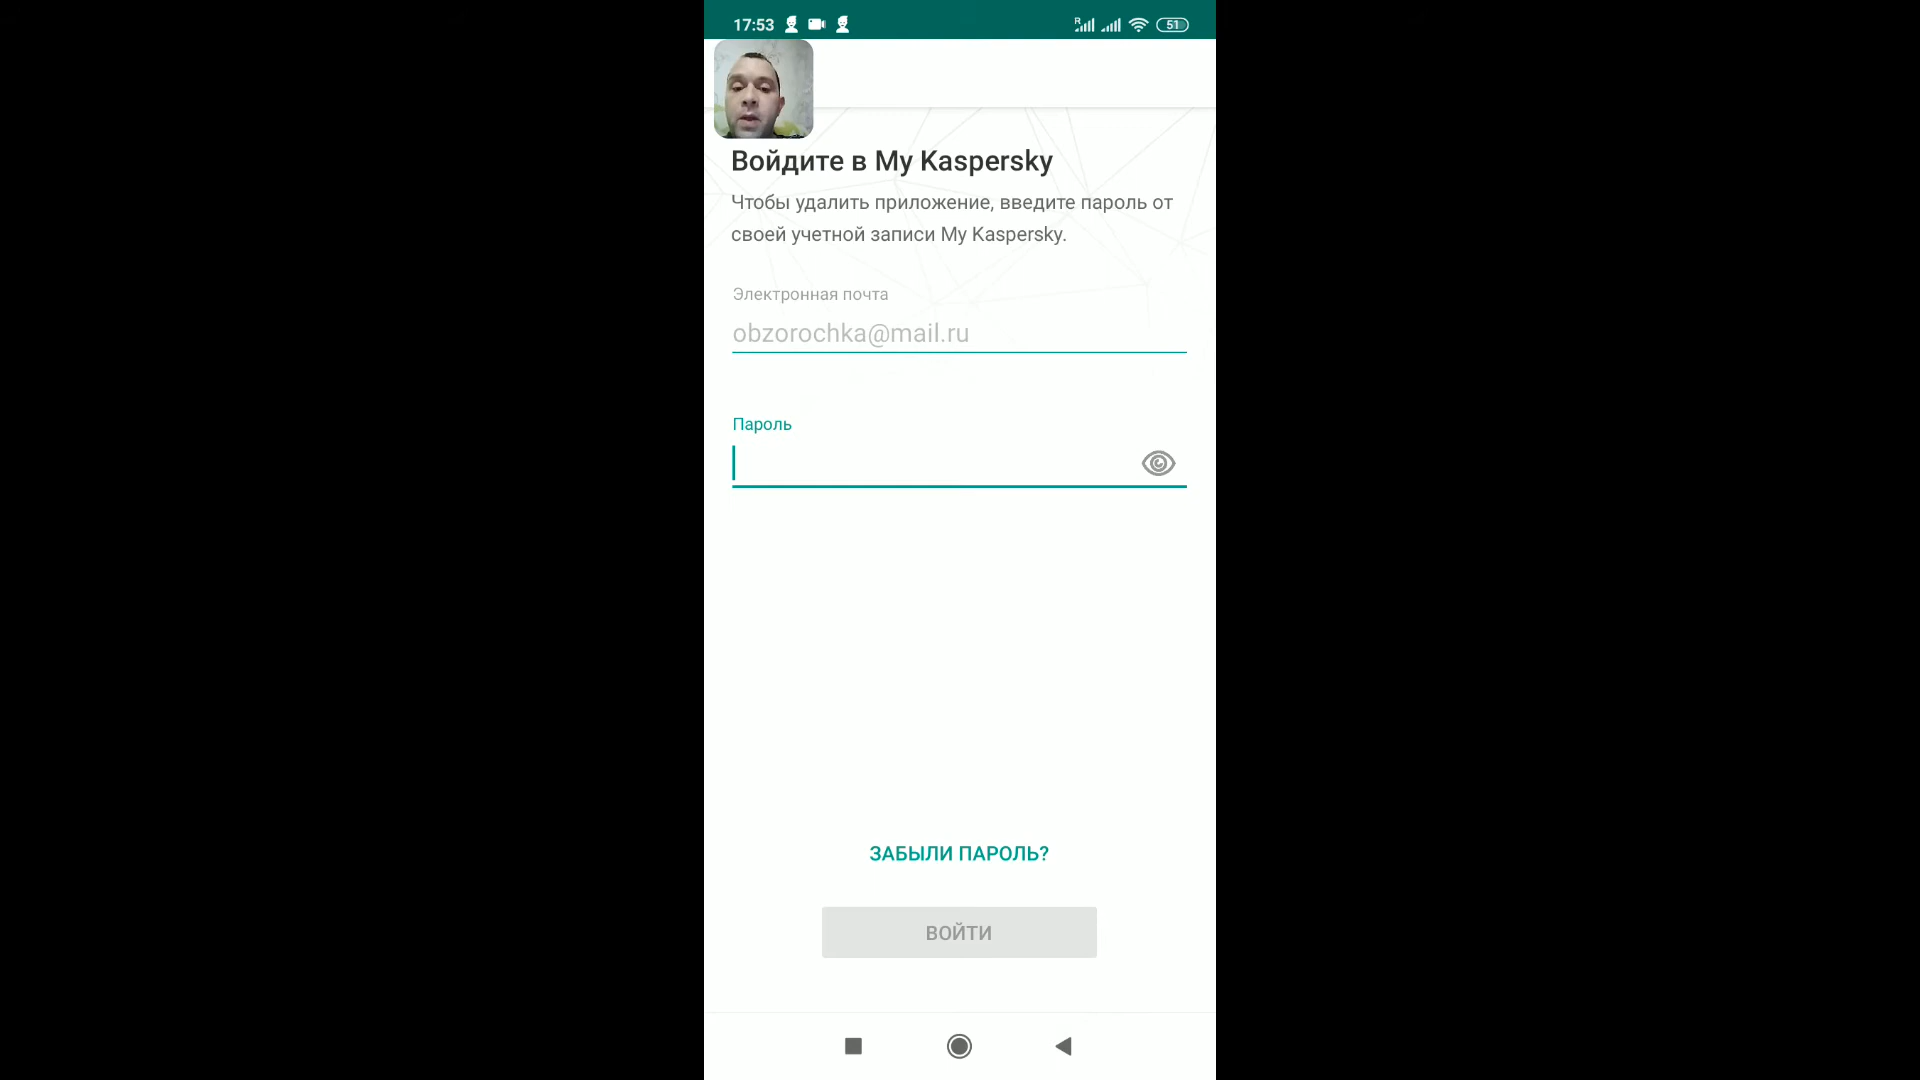 17:53
R
51
Войдите в My Kaspersky
Чтобы удалить приложение, введите пароль от
своей учетной записи My Kaspersky.
Электронная почта
obzorochka@mail.ru
Пароль
ЗАБЫЛИ ПАРОЛЬ?
ВОЙТИ